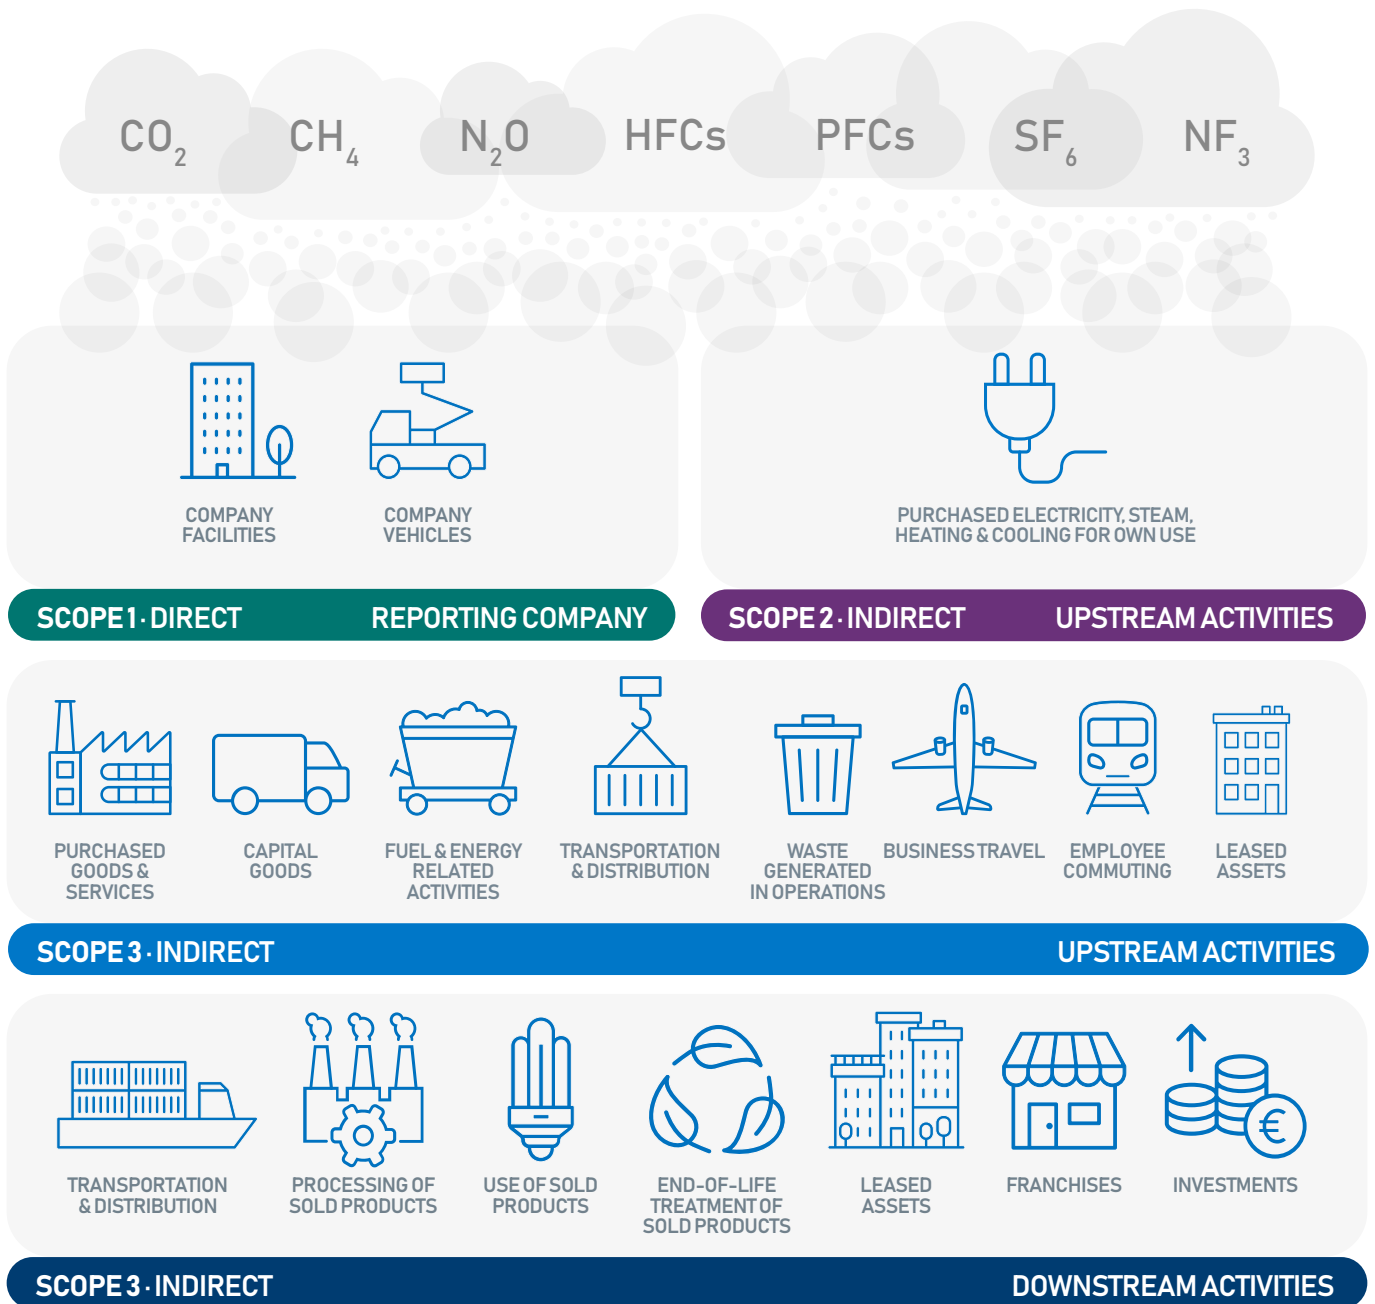 CO₂ CH₄ N₂O HFCs PFCs SF₆ NF₃
COMPANY
FACILITIES
COMPANY
VEHICLES
PURCHASED ELECTRICITY, STEAM,
HEATING & COOLING FOR OWN USE
SCOPE 1 · DIRECT REPORTING COMPANY
SCOPE 2 · INDIRECT UPSTREAM ACTIVITIES
PURCHASED
GOODS &
SERVICES
CAPITAL
GOODS
FUEL & ENERGY
RELATED
ACTIVITIES
TRANSPORTATION
& DISTRIBUTION
WASTE
GENERATED
IN OPERATIONS
BUSINESS TRAVEL
EMPLOYEE
COMMUTING
LEASED
ASSETS
SCOPE 3 · INDIRECT UPSTREAM ACTIVITIES
€
TRANSPORTATION
& DISTRIBUTION
PROCESSING OF
SOLD PRODUCTS
USE OF SOLD
PRODUCTS
END-OF-LIFE
TREATMENT OF
SOLD PRODUCTS
LEASED
ASSETS
FRANCHISES
INVESTMENTS
SCOPE 3 · INDIRECT DOWNSTREAM ACTIVITIES